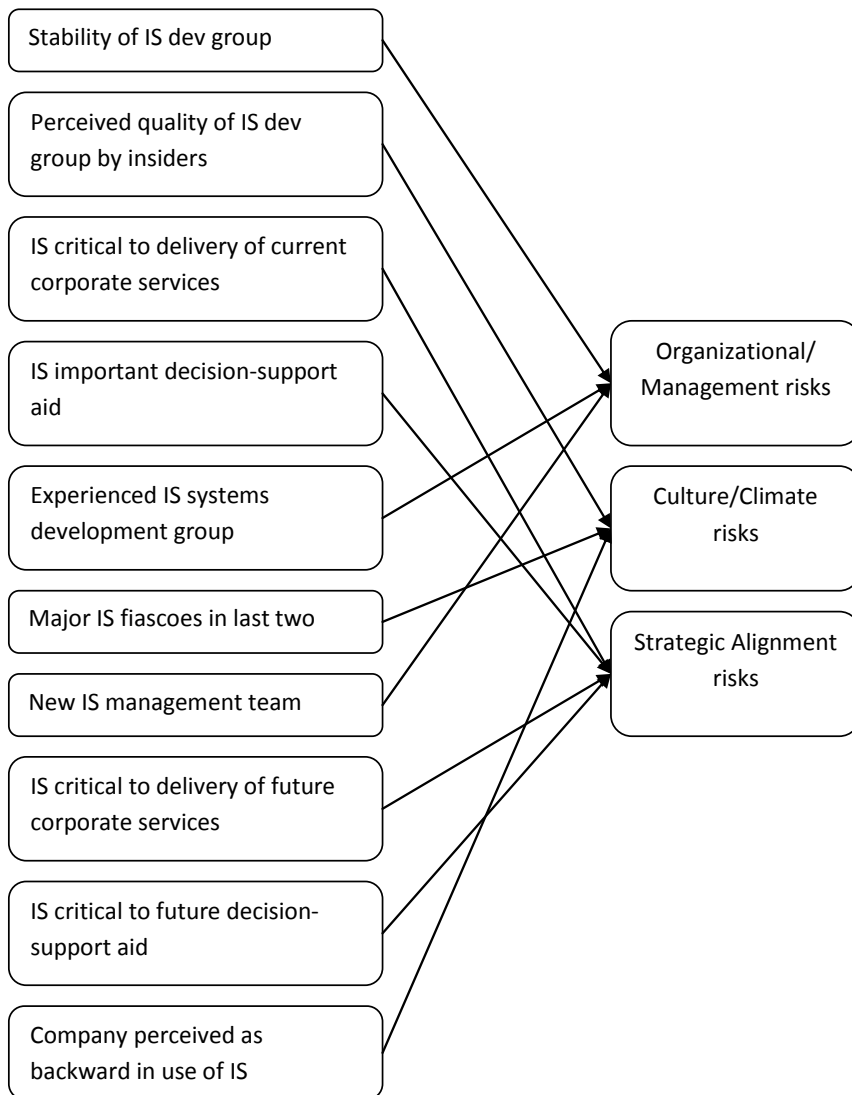 Stability of IS dev group
Perceived quality of IS dev
group by insiders
IS critical to delivery of current
corporate services
IS important decision-support
aid
Experienced IS systems
development group
Major IS fiascoes in last two
New IS management team
IS critical to delivery of future
corporate services
IS critical to future decision-
support aid
Company perceived as
backward in use of IS
Organizational/
Management risks
Culture/Climate
risks
Strategic Alignment
risks